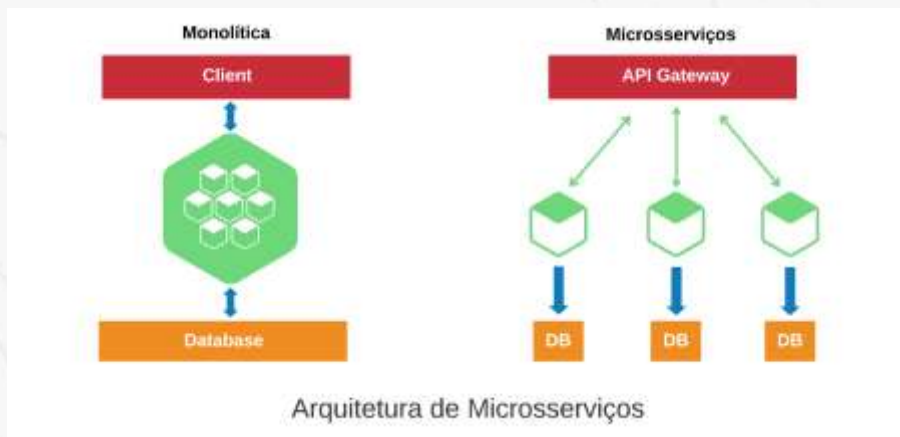 Monolítica
Microsserviços
Client
API Gateway
Database
DB
DB
DB
Arquitetura de Microsserviços